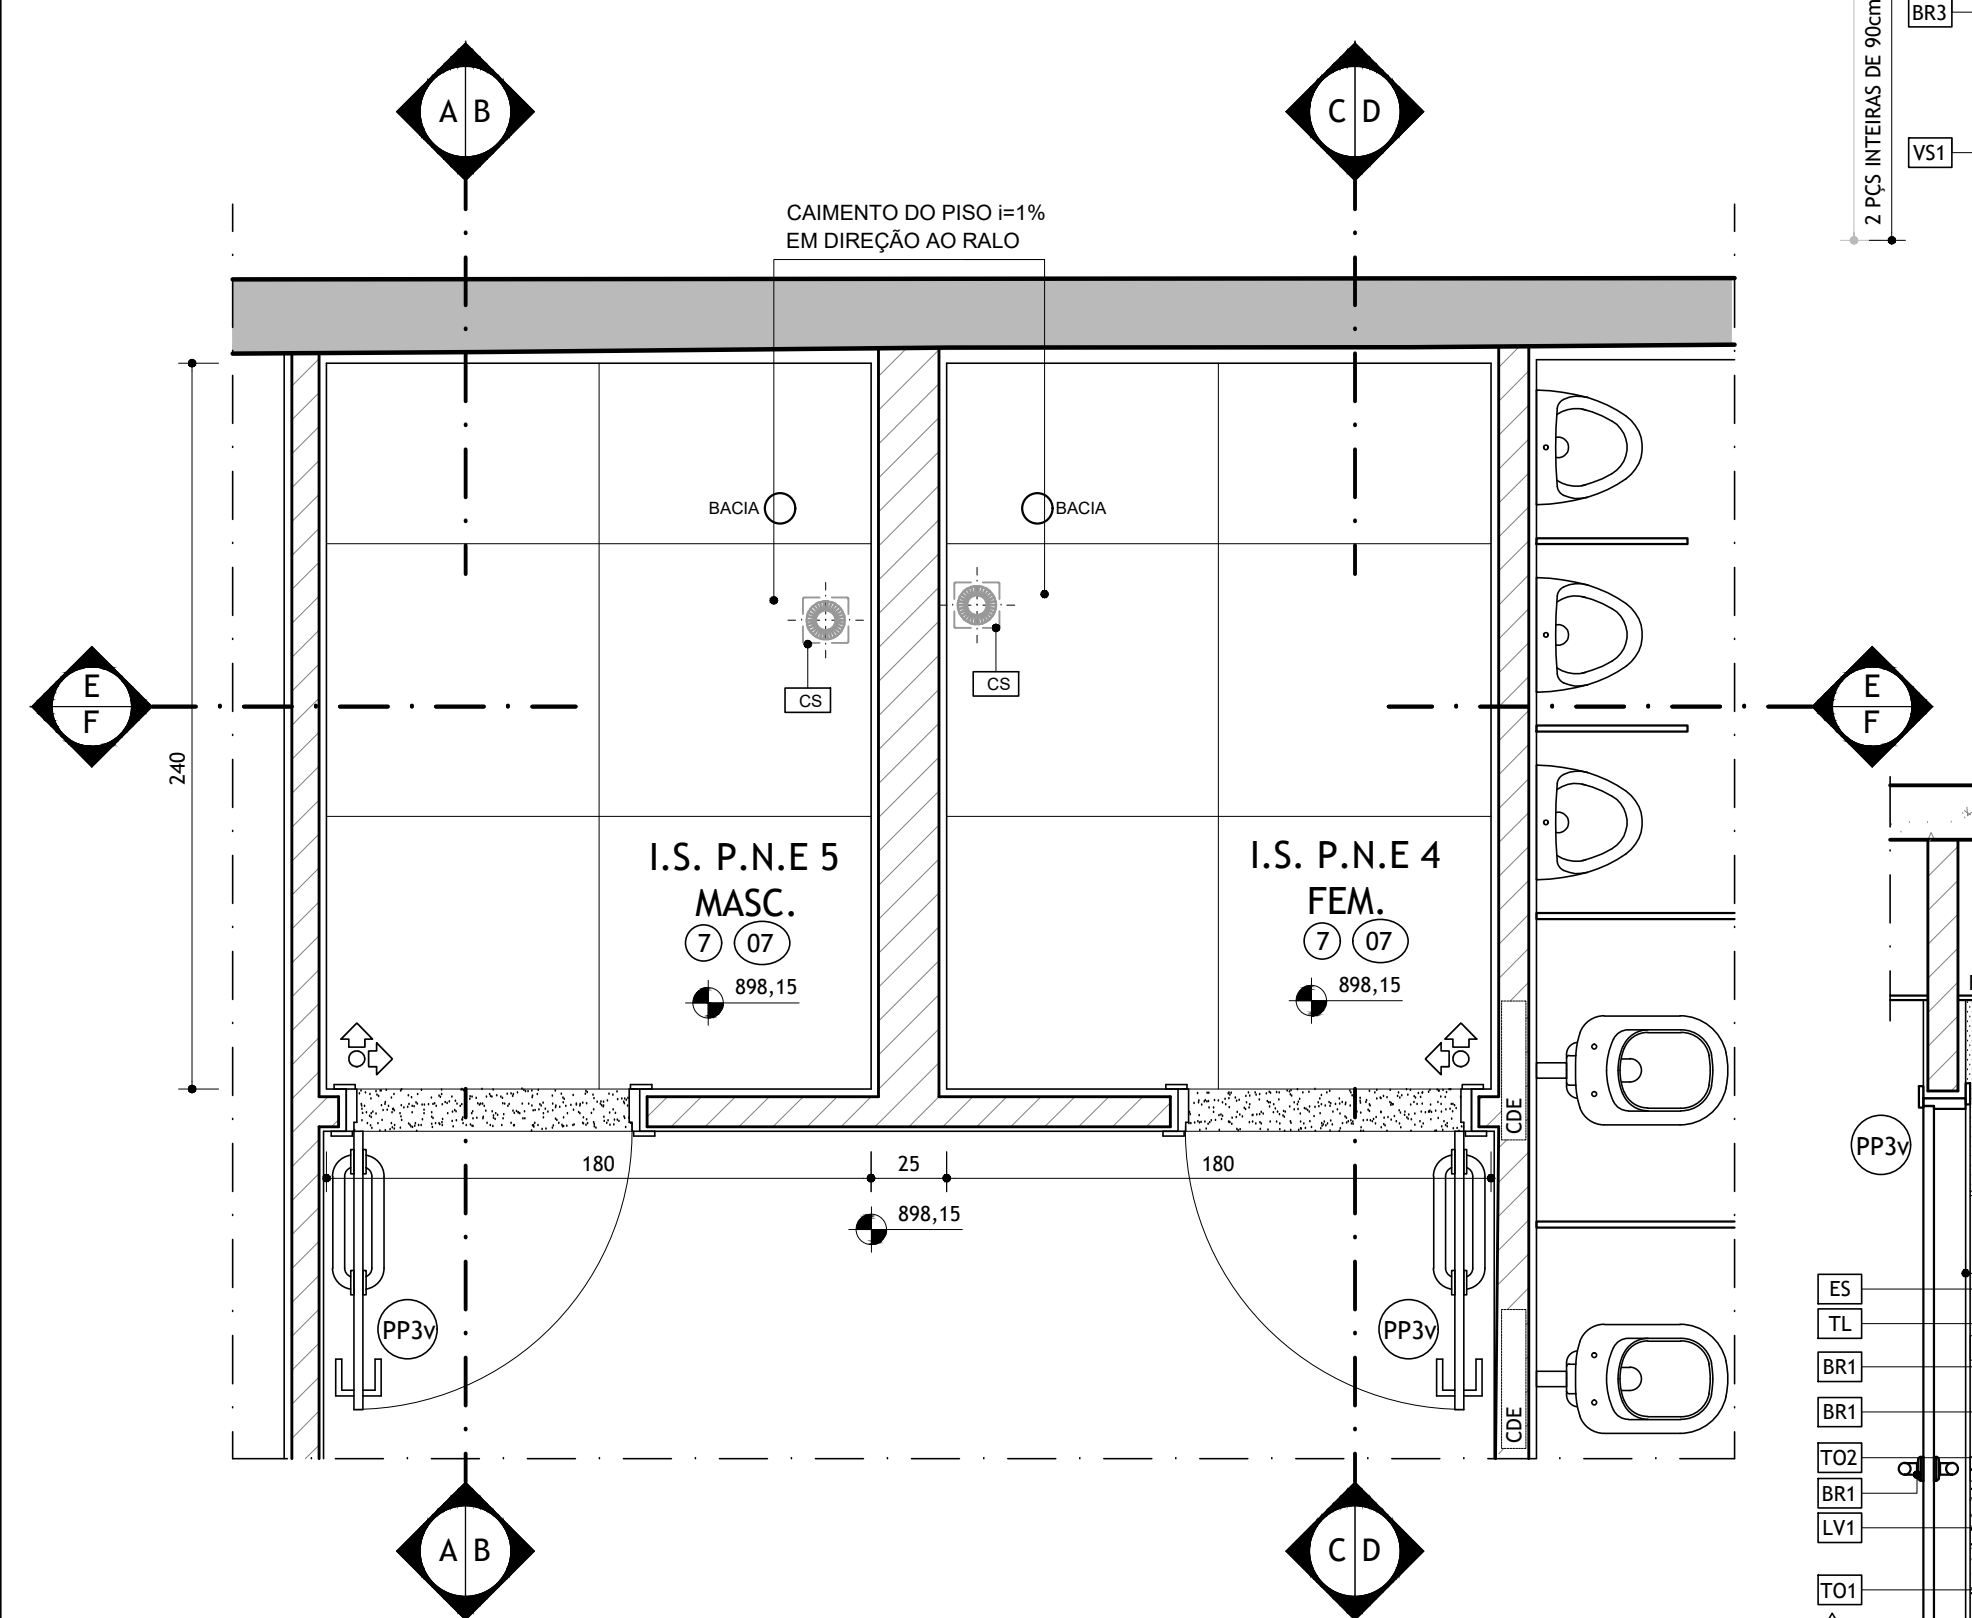 BR3
2 PÇS INTEIRAS DE 90cm
VS1
A B
C D
CAIMENTO DO PISO i=1%
EM DIREÇÃO AO RALO
BACIA
BACIA
CS
CS
E
F
E
F
240
I.S. P.N.E 5
MASC.
7 07
898,15
I.S. P.N.E 4
FEM.
7 07
898,15
CDE
PP3v
180
25
180
898,15
PP3v
PP3v
CDE
ES
TL
BR1
BR1
TO2
BR1
LV1
TO1
A B
C D